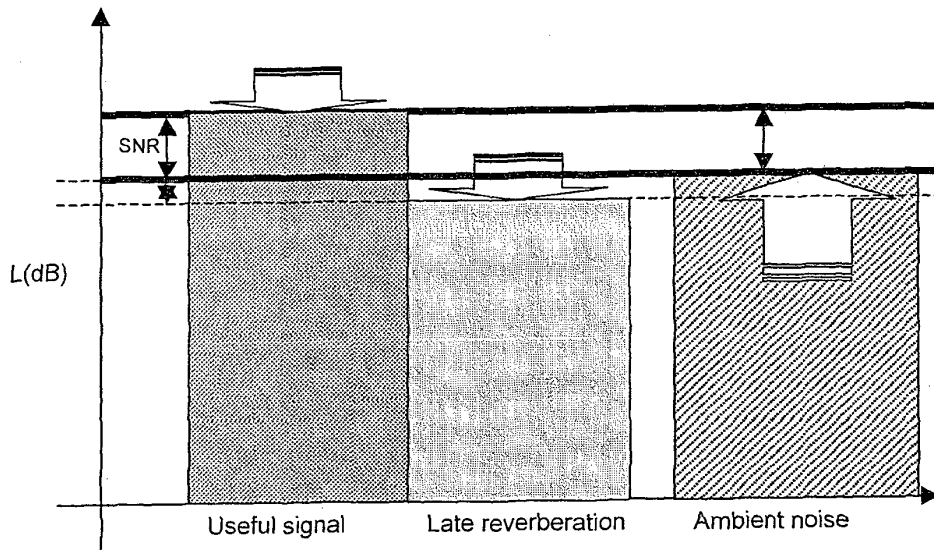 SNR
L(dB)
Useful signal
Late reverberation
Ambient noise